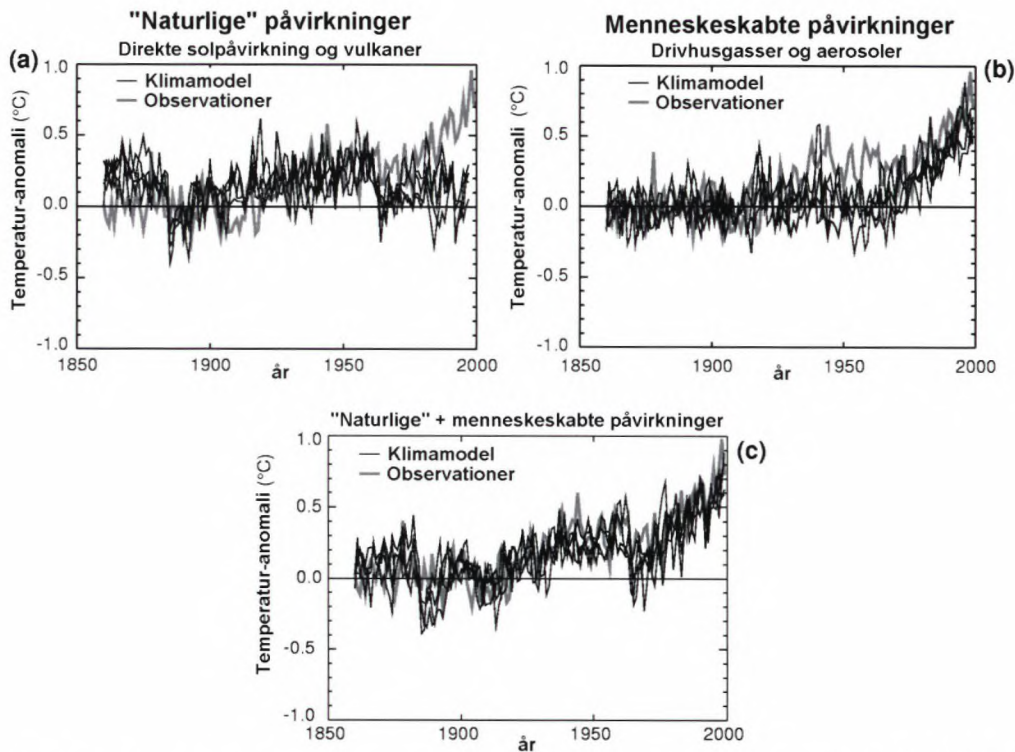 "Naturlige" påvirkninger
Direkte solpåvirkning og vulkaner
(a)
1.0
0.5
0.0
-0.5
-1.0
Temperatur-anomali (°C)
Klimamodel
Observationer
1850
1900
1950
2000
år
Menneskeskabte påvirkninger
Drivhusgasser og aerosoler
(b)
1.0
0.5
0.0
-0.5
-1.0
Temperatur-anomali (°C)
Klimamodel
Observationer
1850
1900
1950
2000
år
"Naturlige" + menneskeskabte påvirkninger
(c)
1.0
0.5
0.0
-0.5
-1.0
Temperatur-anomali (°C)
Klimamodel
Observationer
1850
1900
1950
2000
år